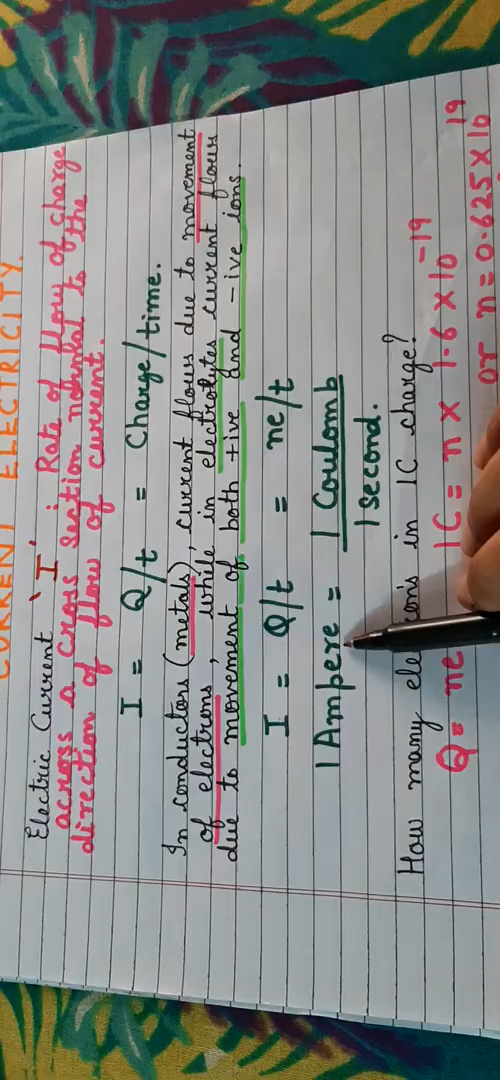 CURRENT ELECTRICITY
Electric Current "I": Rate of flow of charge
across a cross section normal to the
direction of flow of current.
I = Q/t = Charge/time.
In conductors (metals), current flows due to movement
of electrons, while in electrolytes current flows
due to movement of both +ive and -ive ions.
I = Q/t = ne/t
1 Ampere = 1 Coulomb
1 second.
How many in 1C charge?
Q = ne 1C = n × 1.6 × 10^-19
or n = 0.625 × 10^19